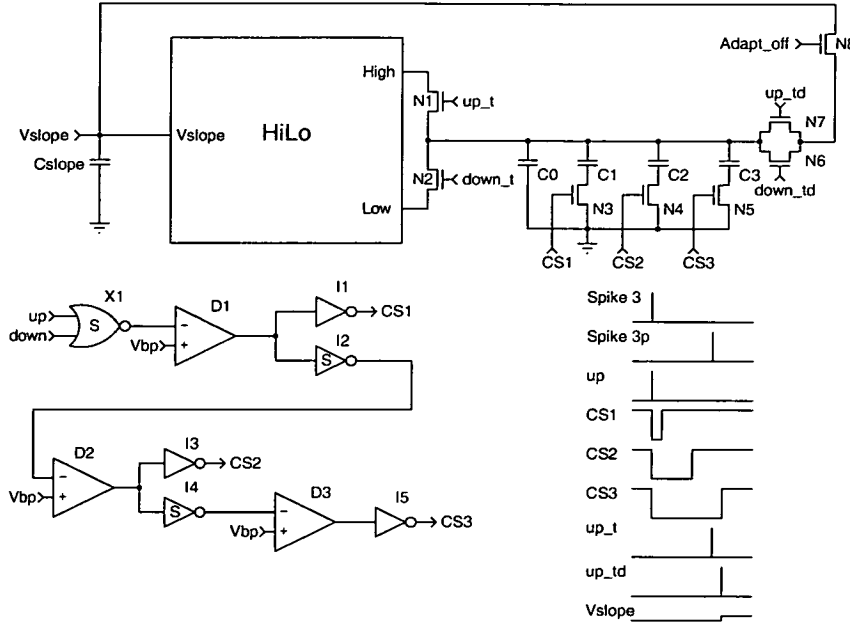 Adapt_off
N8
High
up_td
N1
up_t
N7
Vslope
Vslope
HiLo
N6
Cslope
N2
down_t
C0
C1
C2
C3
down_td
Low
N3
N4
N5
CS1
CS2
CS3
X1
D1
I1
up
S
down
−
+
Vbp
CS1
I2
S
D2
I3
−
+
Vbp
CS2
I4
S
D3
−
+
Vbp
I5
CS3
Spike 3
Spike 3p
up
CS1
CS2
CS3
up_t
up_td
Vslope